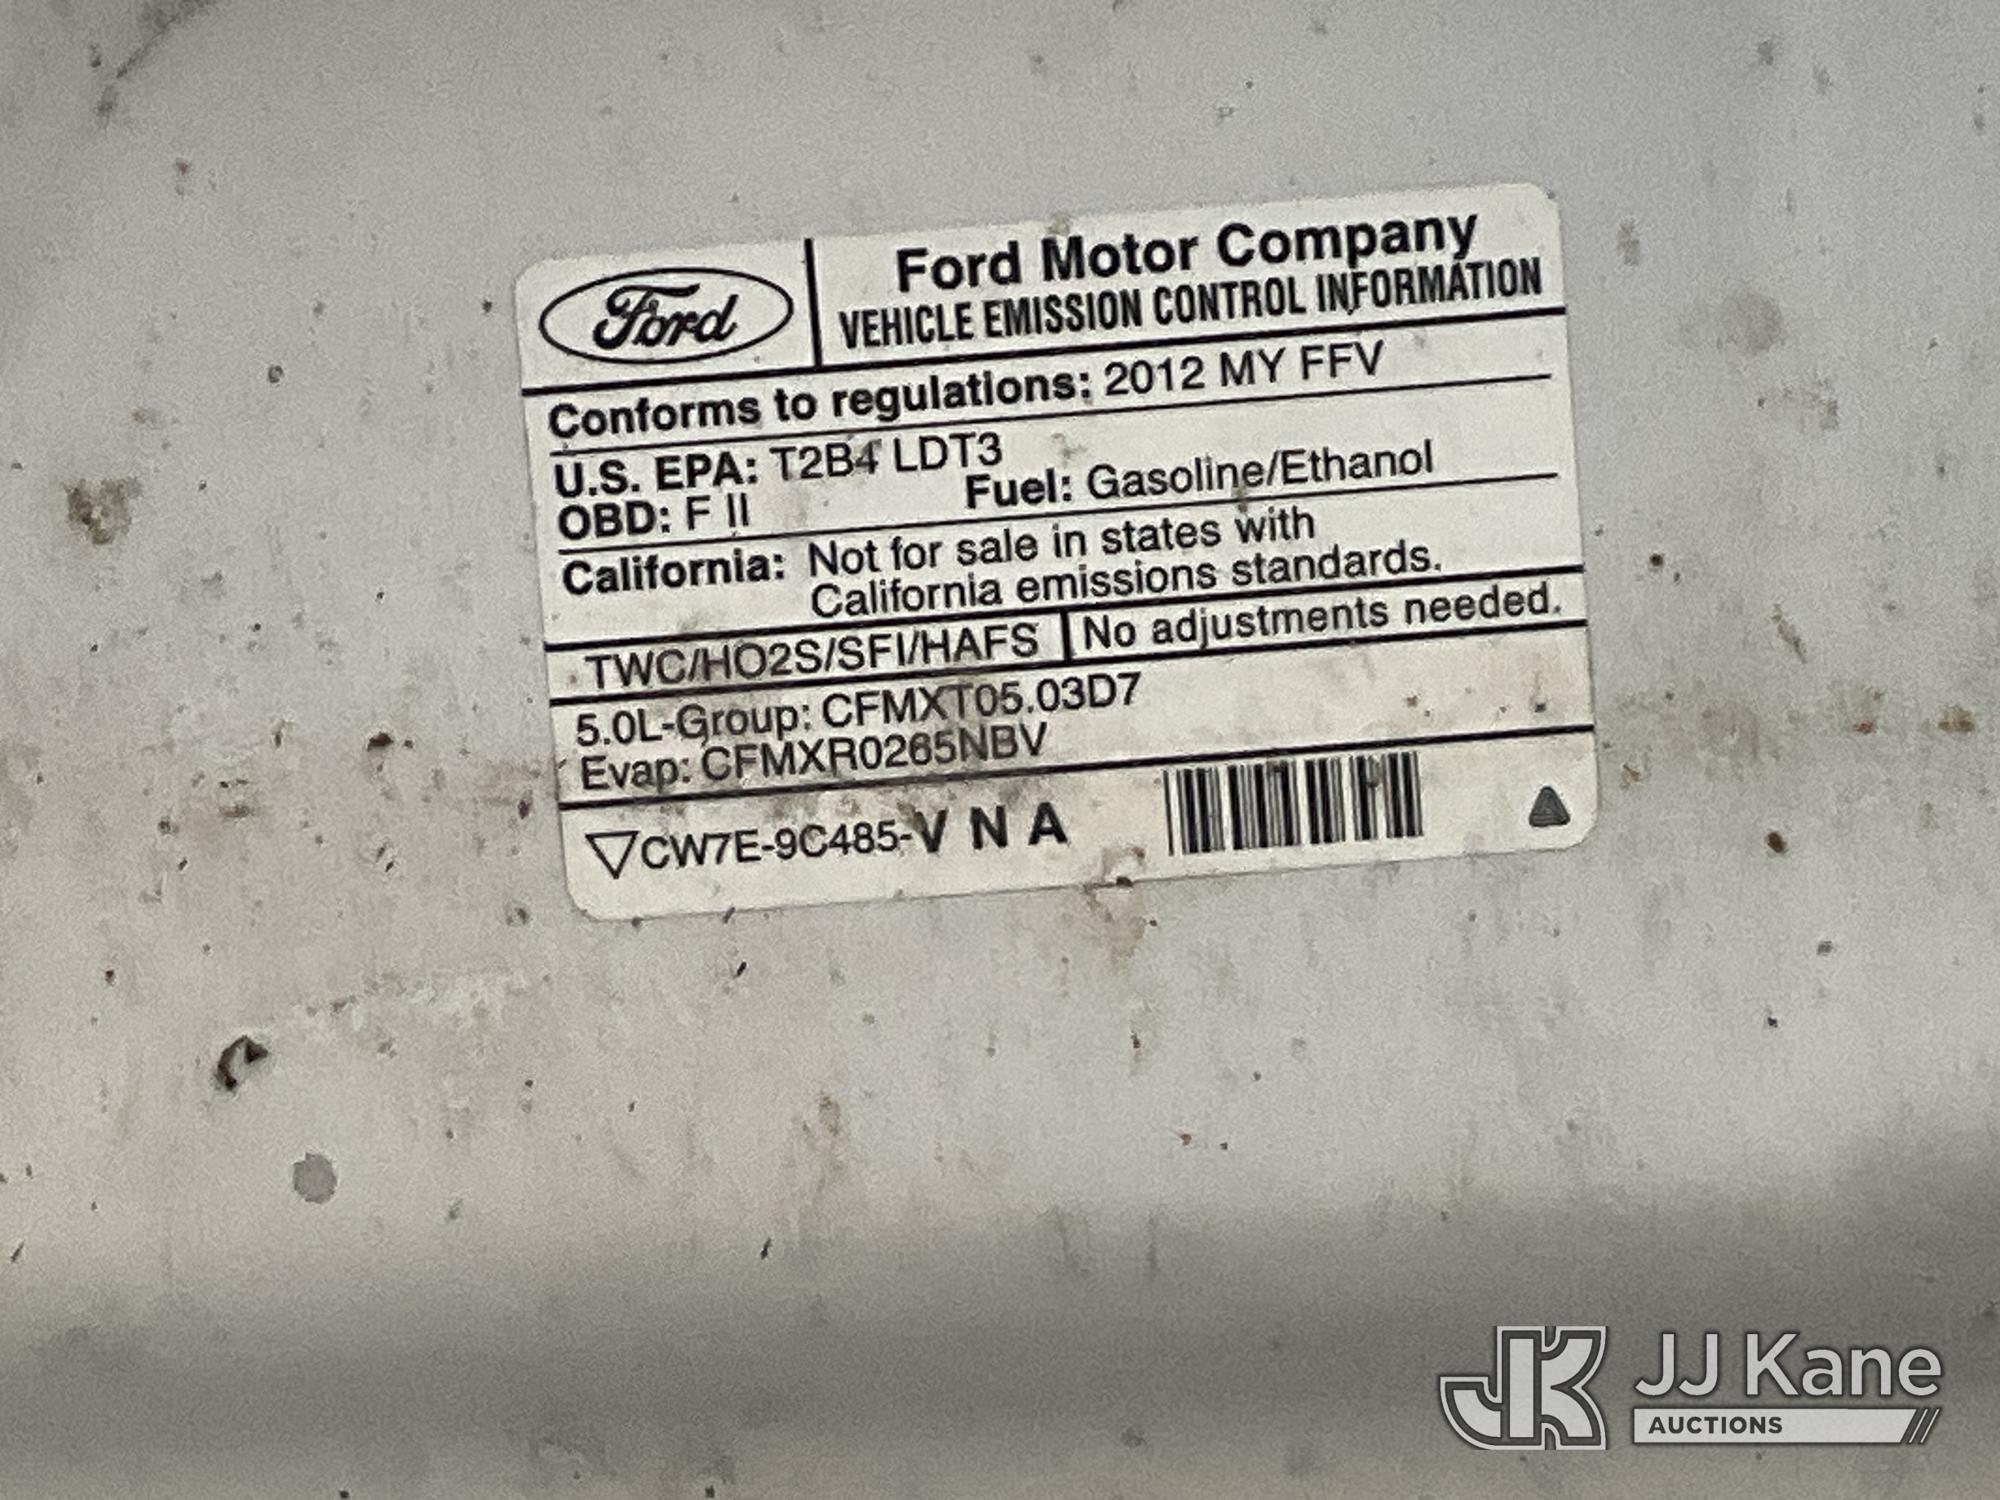 Ford
Ford Motor Company
VEHICLE EMISSION CONTROL INFORMATION
Conforms to regulations: 2012 MY FFV
U.S. EPA: T2B4 LDT3
OBD: F II Fuel: Gasoline/Ethanol
California: Not for sale in states with
California emissions standards.
TWC/HO2S/SFI/HAFS No adjustments needed.
5.0L-Group: CFMXT05.03D7
Evap: CFMXR0265NBV
CW7E-9C485-V N A
JK JJ Kane
AUCTIONS